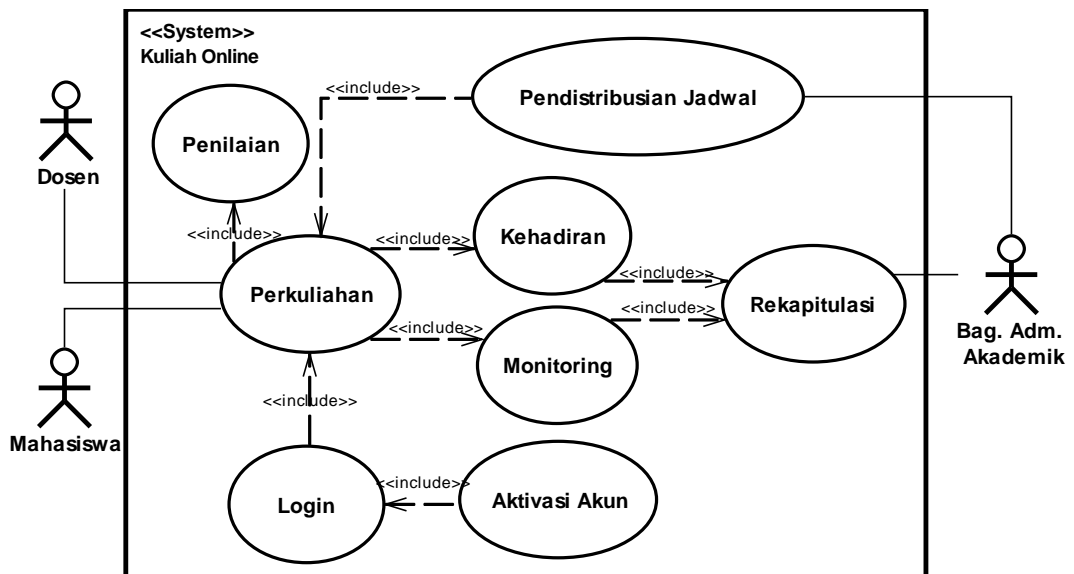 <<System>>
Kuliah Online
<<include>>
Pendistribusian Jadwal
Penilaian
Dosen
<<include>>
<<include>>
Kehadiran
<<include>>
Perkuliahan
Rekapitulasi
<<include>>
<<include>>
Bag. Adm.
Akademik
Monitoring
<<include>>
Mahasiswa
<<include>>
Login
Aktivasi Akun